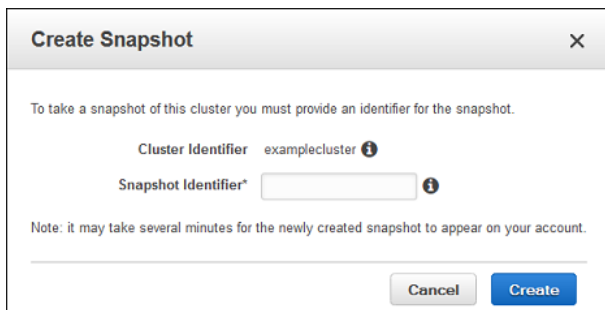 Create Snapshot
To take a snapshot of this cluster you must provide an identifier for the snapshot.
Cluster Identifier examplecluster
Snapshot Identifier*
Note: it may take several minutes for the newly created snapshot to appear on your account.
Cancel Create